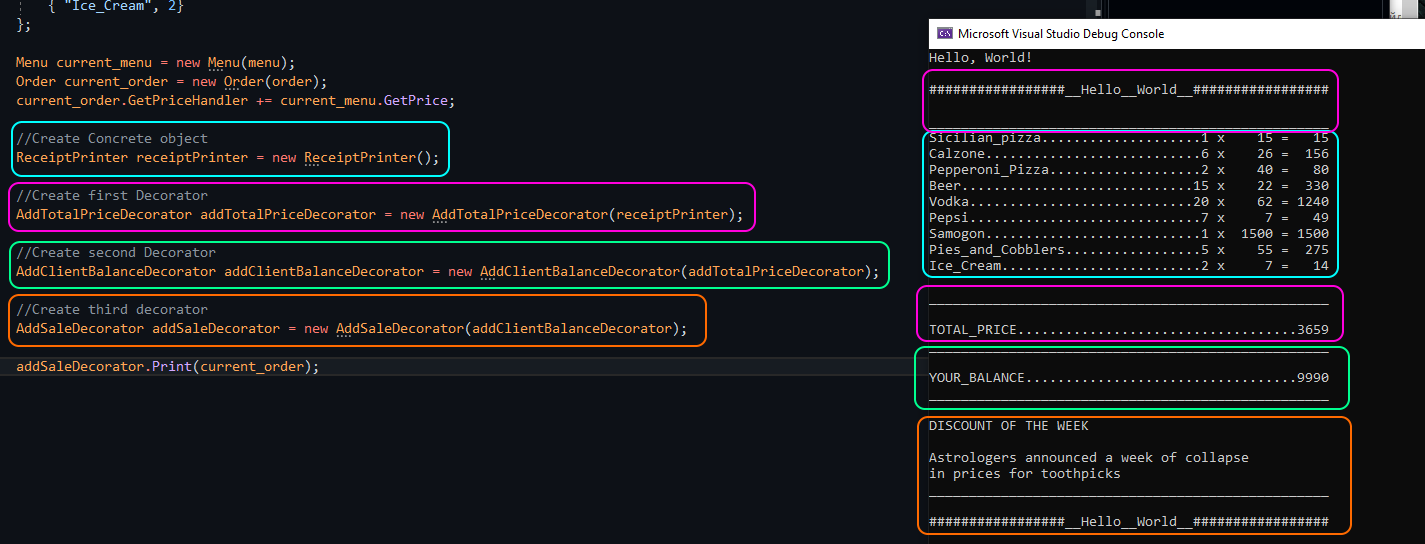 { "Ice_Cream", 2}
};
Menu current_menu = new Menu(menu);
Order current_order = new Order(order);
current_order.GetPriceHandler += current_menu.GetPrice;
//Create Concrete object
ReceiptPrinter receiptPrinter = new ReceiptPrinter();
//Create first Decorator
AddTotalPriceDecorator addTotalPriceDecorator = new AddTotalPriceDecorator(receiptPrinter);
//Create second Decorator
AddClientBalanceDecorator addClientBalanceDecorator = new AddClientBalanceDecorator(addTotalPriceDecorator);
//Create third decorator
AddSaleDecorator addSaleDecorator = new AddSaleDecorator(addClientBalanceDecorator);
addSaleDecorator.Print(current_order);
Microsoft Visual Studio Debug Console
Hello, World!
#################__Hello__World__#################
__________________________________________________
Sicilian_pizza....................1 x    15 =   15
Calzone...........................6 x    26 =  156
Pepperoni_Pizza...................2 x    40 =   80
Beer.............................15 x    22 =  330
Vodka............................20 x    62 = 1240
Pepsi.............................7 x     7 =   49
Samogon...........................1 x  1500 = 1500
Pies_and_Cobblers.................5 x    55 =  275
Ice_Cream.........................2 x     7 =   14
__________________________________________________
TOTAL_PRICE...................................3659
__________________________________________________
YOUR_BALANCE..................................9990
__________________________________________________
DISCOUNT OF THE WEEK
Astrologers announced a week of collapse
in prices for toothpicks
__________________________________________________
#################__Hello__World__#################